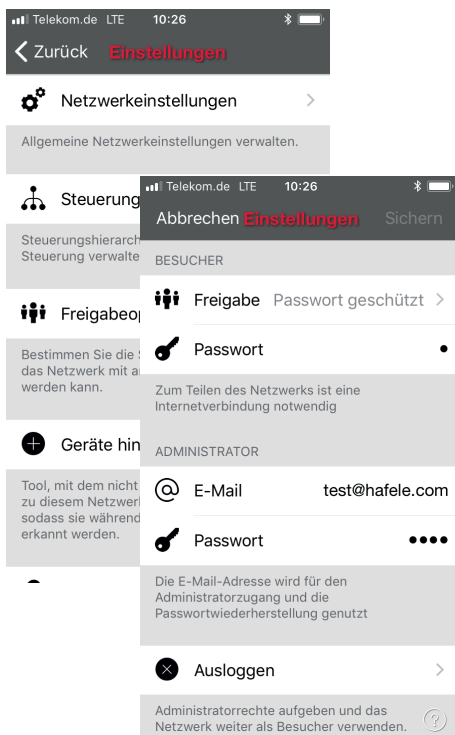 Telekom.de LTE 10:26
Zurück Einstellungen
Netzwerkeinstellungen
Allgemeine Netzwerkeinstellungen verwalten.
Steuerung
Steuerungshierarch
Steuerung verwalte
Freigabeo
Bestimmen Sie die
das Netzwerk mit a
werden kann.
Geräte hin
Tool, mit dem nicht
zu diesem Netzwer
sodass sie während
erkannt werden.
Telekom.de LTE 10:26
Abbrechen Einstellungen Sichern
BESUCHER
Freigabe Passwort geschützt
Passwort •
Zum Teilen des Netzwerks ist eine
Internetverbindung notwendig
ADMINISTRATOR
E-Mail test@hafele.com
Passwort ••••
Die E-Mail-Adresse wird für den
Administratorzugang und die
Passwortwiederherstellung genutzt
Ausloggen
Administratorrechte aufgeben und das
Netzwerk weiter als Besucher verwenden.
?